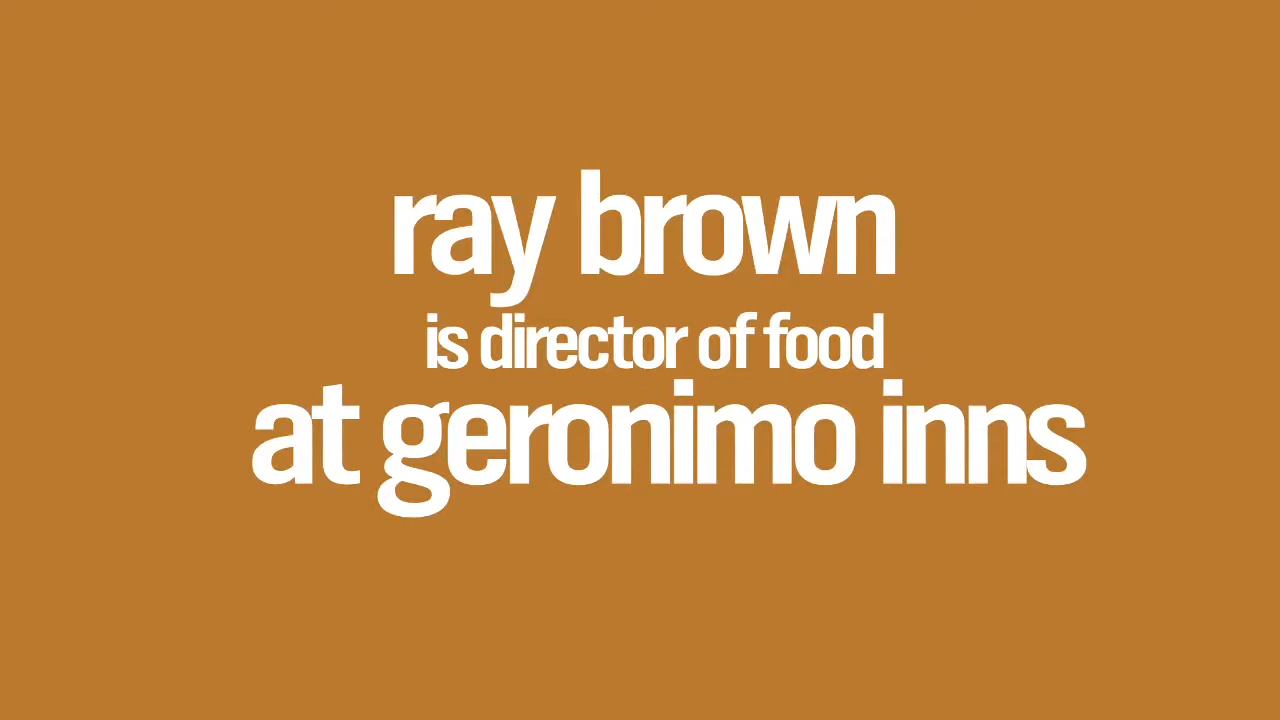 ray brown
is director of food
at geronimo inns